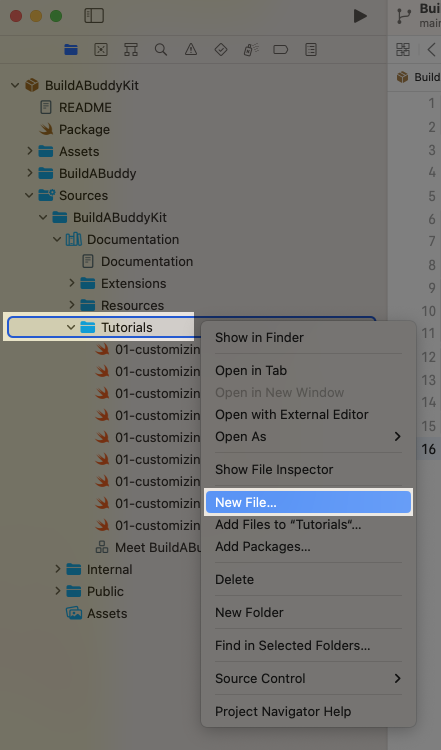 Buil
main
BuildABuddyKit
Build
README
Package
Assets
BuildABuddy
Sources
BuildABuddyKit
Documentation
Documentation
Extensions
Resources
Tutorials
01-customizin
01-customizin
01-customizin
01-customizin
01-customizin
01-customizin
01-customizin
01-customizin
01-customizin
Meet BuildABu
Internal
Public
Assets
Show in Finder
Open in Tab
Open in New Window
Open with External Editor
Open As
Show File Inspector
New File...
Add Files to “Tutorials”...
Add Packages...
Delete
New Folder
Find in Selected Folders...
Source Control
Project Navigator Help
1
2
3
4
5
6
7
8
9
10
11
12
13
14
15
16